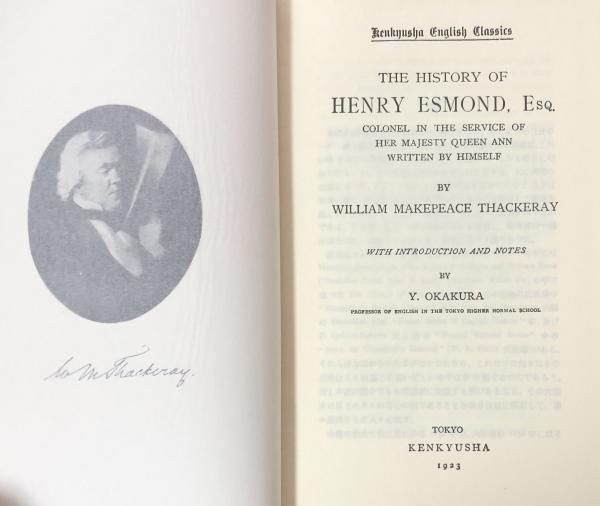 W M Thackeray.
Kenkyusha English Classics
THE HISTORY OF
HENRY ESMOND, ESQ.
COLONEL IN THE SERVICE OF
HER MAJESTY QUEEN ANN
WRITTEN BY HIMSELF
BY
WILLIAM MAKEPEACE THACKERAY
WITH INTRODUCTION AND NOTES
BY
Y. OKAKURA
PROFESSOR OF ENGLISH IN THE TOKYO HIGHER NORMAL SCHOOL
TOKYO
KENKYUSHA
1923